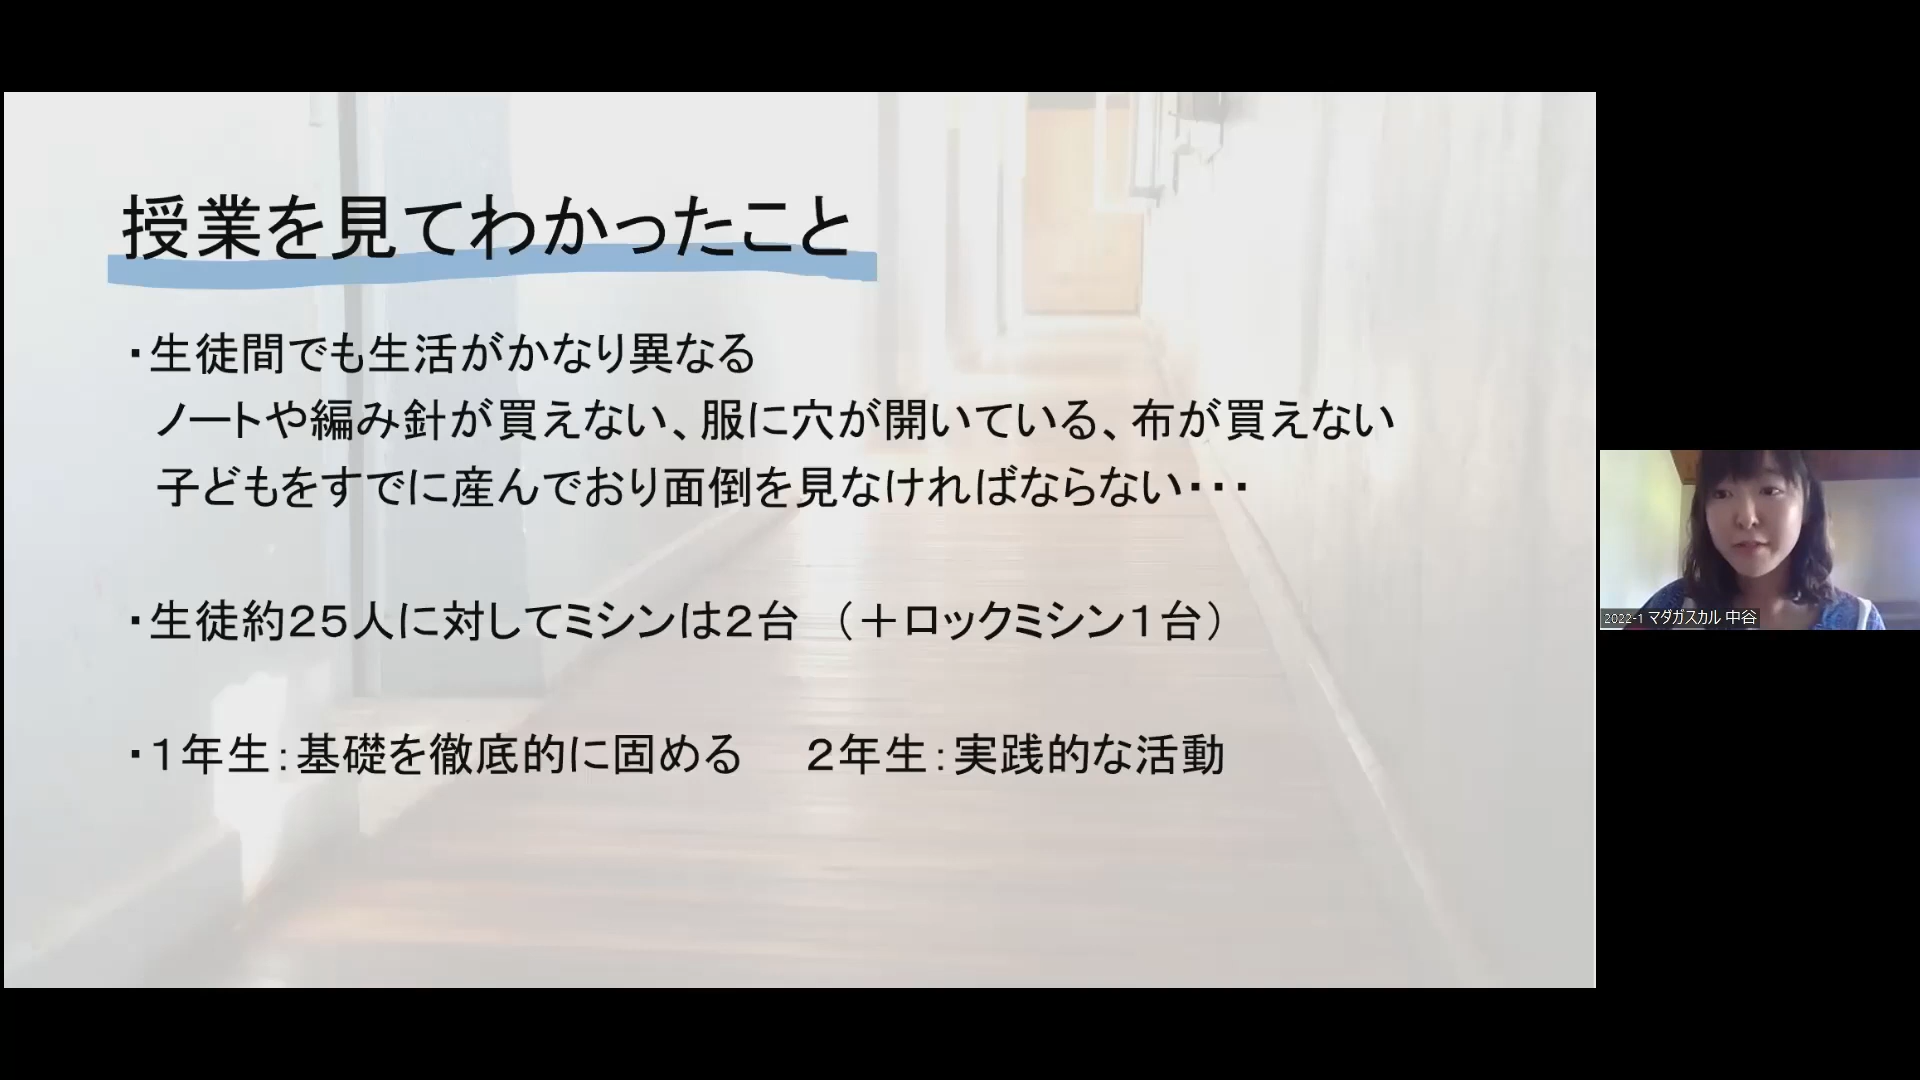 授業を見てわかったこと
・生徒間でも生活がかなり異なる
ノートや編み針が買えない、服に穴が開いている、布が買えない
子どもをすでに産んでおり面倒を見なければならない・・・
・生徒約２５人に対してミシンは２台　（＋ロックミシン１台）
・１年生：基礎を徹底的に固める　２年生：実践的な活動
2022-1 マダガスカル 中谷